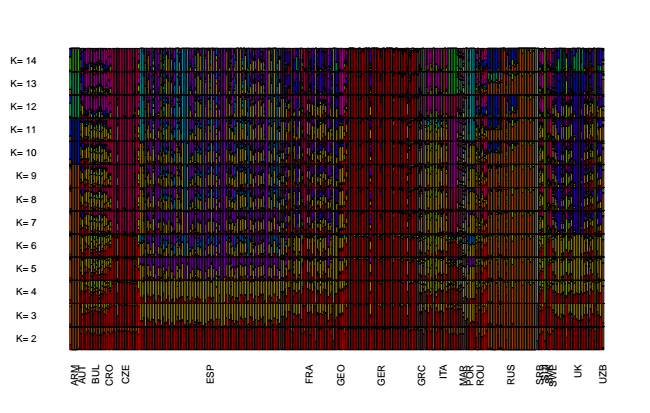 K= 14
K= 13
K= 12
K= 11
K= 10
K= 9
K= 8
K= 7
K= 6
K= 5
K= 4
K= 3
K= 2
ARM
AUT
BUL
CRO
CZE
ESP
FRA
GEO
GER
GRC
ITA
MAR
POR
ROU
RUS
SRB
SWE
UK
UZB